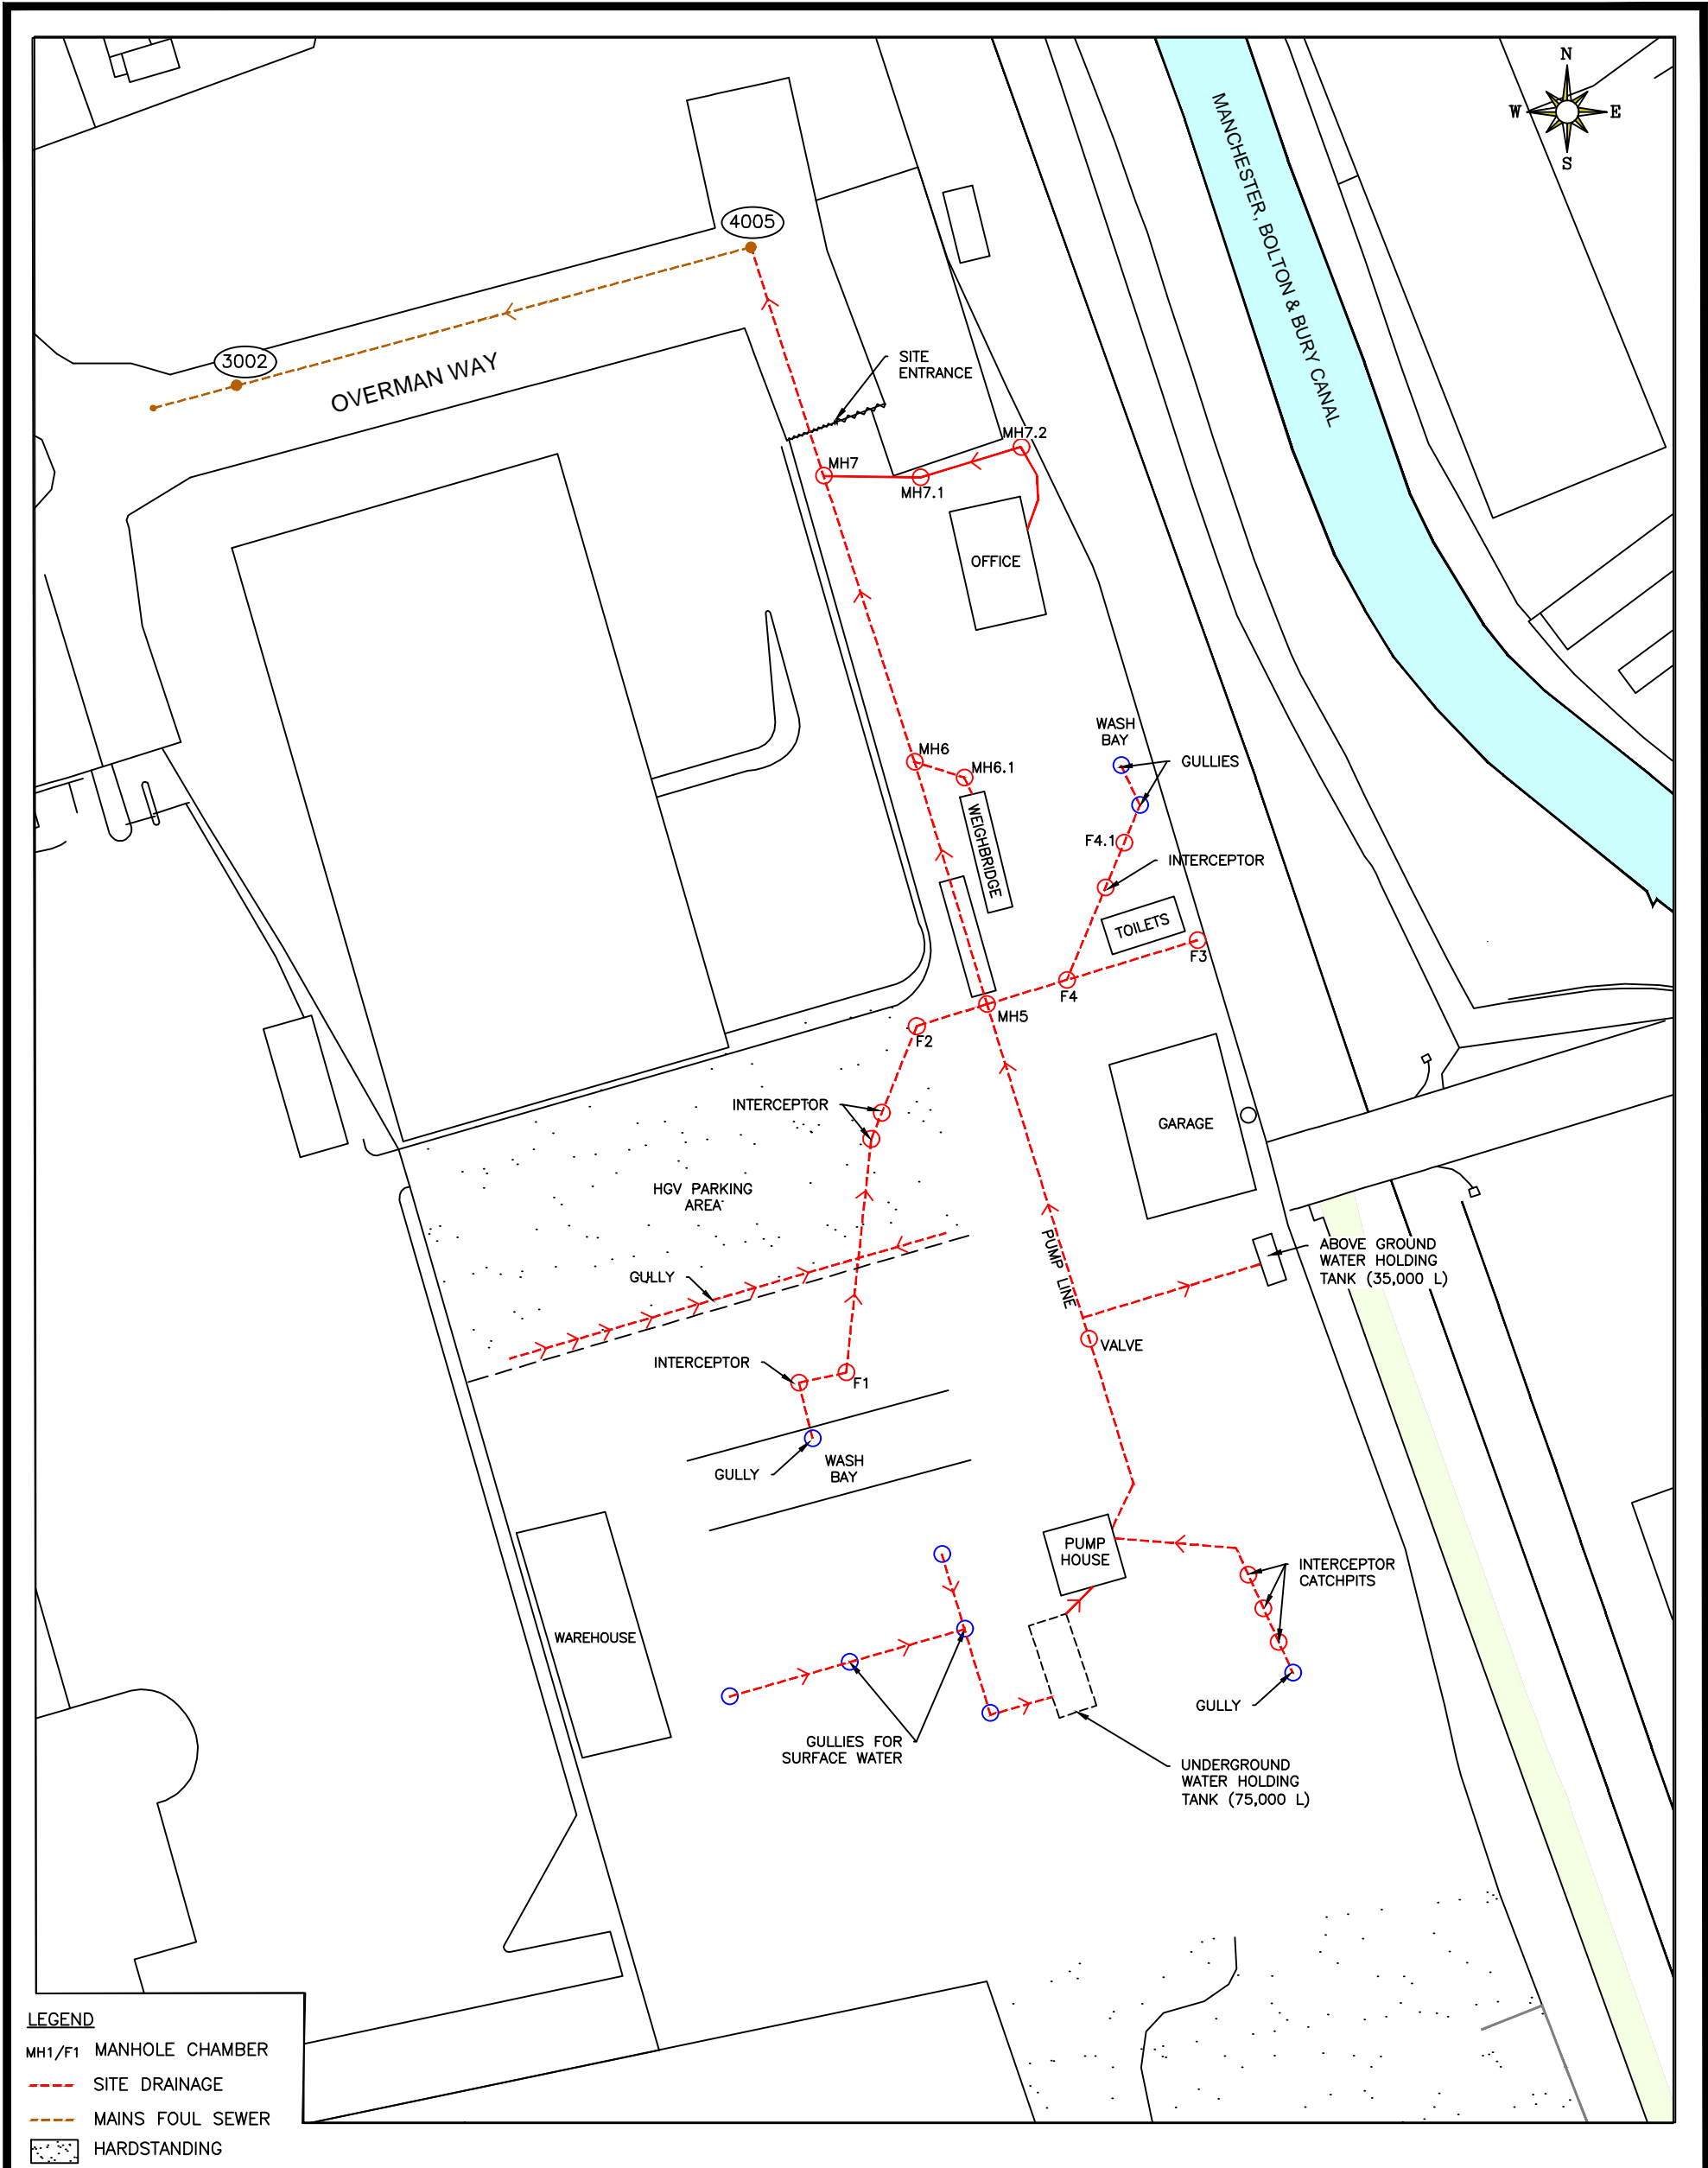 N
W E
S
MANCHESTER, BOLTON & BURY CANAL
4005
3002
OVERMAN WAY
SITE
ENTRANCE
MH7.2
MH7
MH7.1
OFFICE
WASH
BAY
MH6
GULLIES
MH6.1
WEIGHBRIDGE
F4.1
INTERCEPTOR
TOILETS
F3
F4
MH5
F2
INTERCEPTOR
GARAGE
HGV PARKING
AREA
PUMP LINE
ABOVE GROUND
WATER HOLDING
TANK (35,000 L)
GULLY
VALVE
INTERCEPTOR
F1
WASH
BAY
GULLY
PUMP
HOUSE
INTERCEPTOR
CATCHPITS
WAREHOUSE
GULLY
GULLIES FOR
SURFACE WATER
UNDERGROUND
WATER HOLDING
TANK (75,000 L)
LEGEND
MH1/F1 MANHOLE CHAMBER
SITE DRAINAGE
MAINS FOUL SEWER
HARDSTANDING